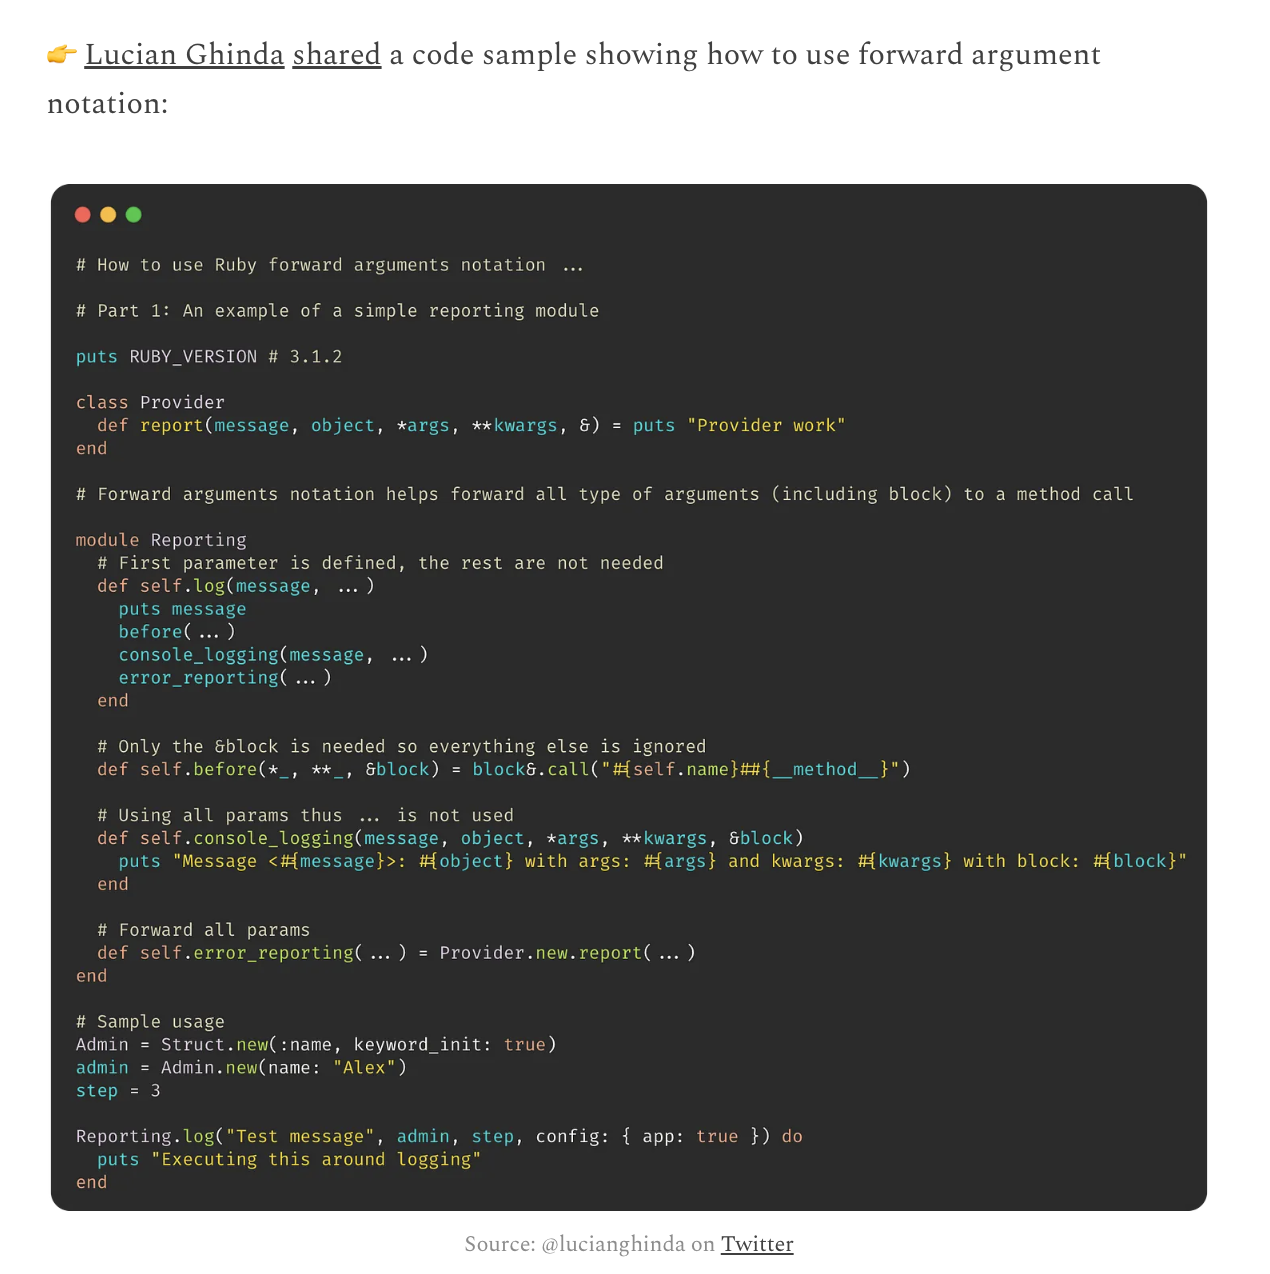 👉 Lucian Ghinda shared a code sample showing how to use forward argument
notation:
# How to use Ruby forward arguments notation ...
# Part 1: An example of a simple reporting module
puts RUBY_VERSION # 3.1.2
class Provider
  def report(message, object, *args, **kwargs, &) = puts "Provider work"
end
# Forward arguments notation helps forward all type of arguments (including block) to a method call
module Reporting
  # First parameter is defined, the rest are not needed
  def self.log(message, ...)
    puts message
    before(...)
    console_logging(message, ...)
    error_reporting(...)
  end
  # Only the &block is needed so everything else is ignored
  def self.before(*_, **_, &block) = block&.call("#{self.name}##{__method__}")
  # Using all params thus ... is not used
  def self.console_logging(message, object, *args, **kwargs, &block)
    puts "Message <#{message}>: #{object} with args: #{args} and kwargs: #{kwargs} with block: #{block}"
  end
  # Forward all params
  def self.error_reporting(...) = Provider.new.report(...)
end
# Sample usage
Admin = Struct.new(:name, keyword_init: true)
admin = Admin.new(name: "Alex")
step = 3
Reporting.log("Test message", admin, step, config: { app: true }) do
  puts "Executing this around logging"
end
Source: @lucianghinda on Twitter